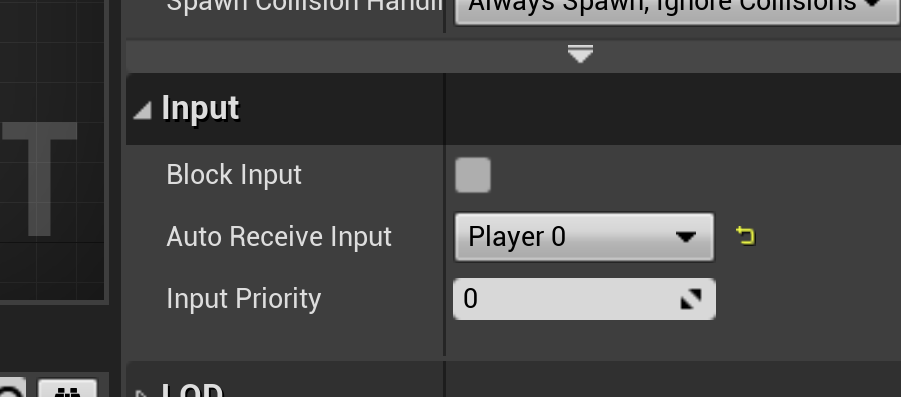 Spawn Collision Handli
Always Spawn, Ignore Collisions
Input
Block Input
Auto Receive Input
Player 0
Input Priority
0
T
LOD